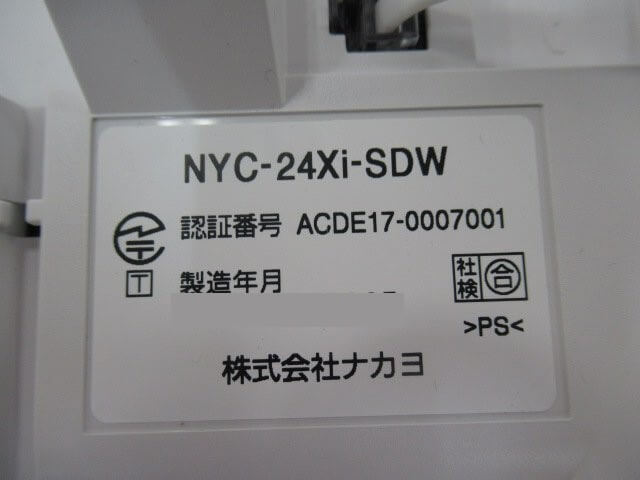 NYC-24Xi-SDW
認証番号 ACDE17-0007001
T 製造年月
社検 合
>PS<
株式会社ナカヨ